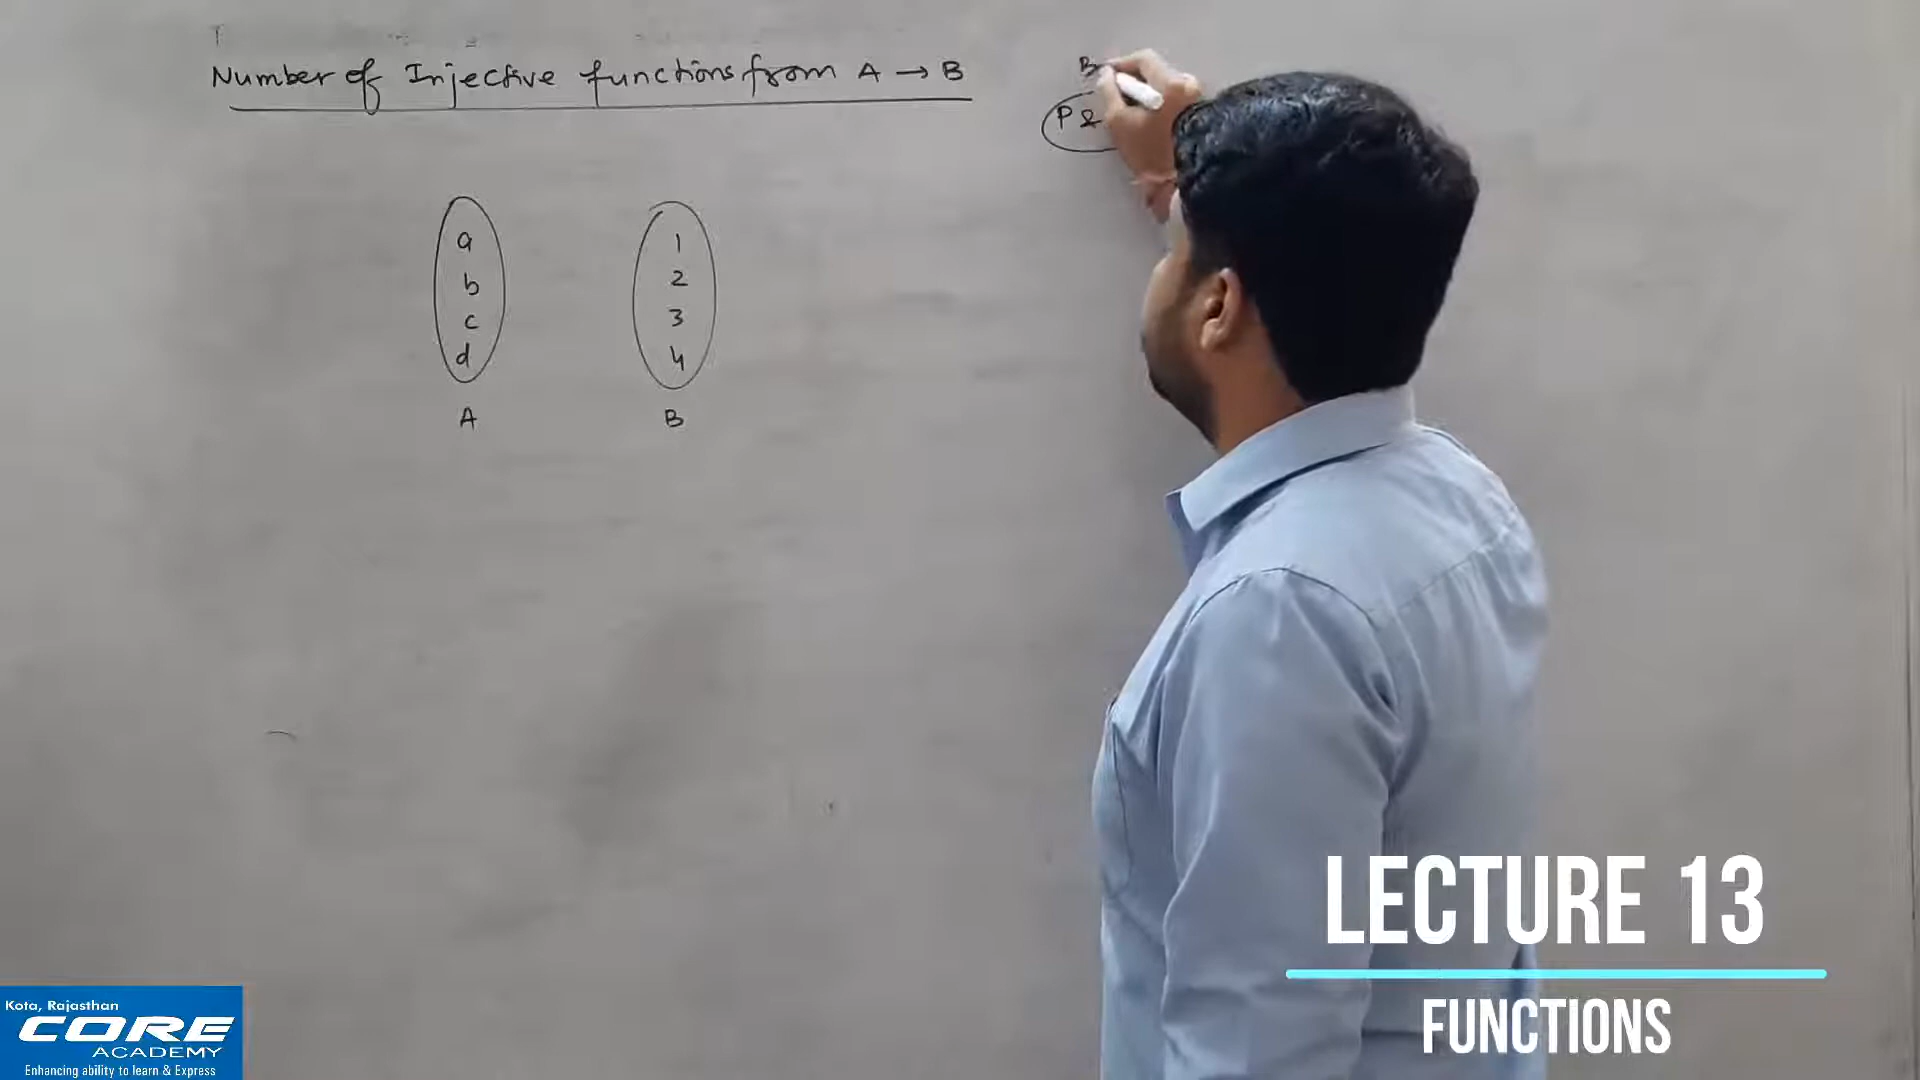 Number of Injective functions from A → B
B
P &
a
b
c
d
A
1
2
3
4
B
LECTURE 13
FUNCTIONS
Kota, Rajasthan
CORE
ACADEMY
Enhancing ability to learn & Express